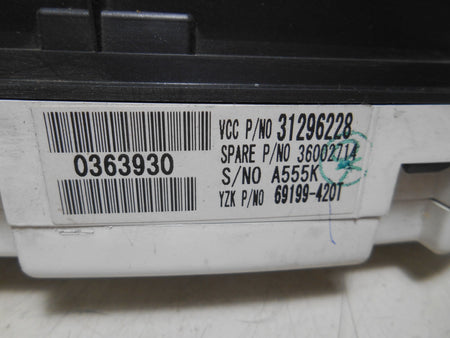 0363930
VCC P/NO 31296228
SPARE P/NO 36002714
S/NO A555K
YZK P/NO 69199-420T